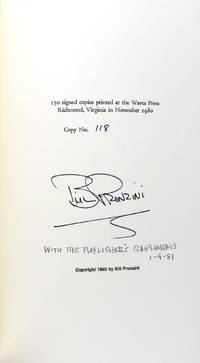 150 signed copies printed at the Waves Press
Richmond, Virginia in November 1980
Copy No. 118
Bill Pronzini
WITH THE PUBLISHER'S COMPLIMENTS
1-9-81
Copyright 1980 by Bill Pronzini